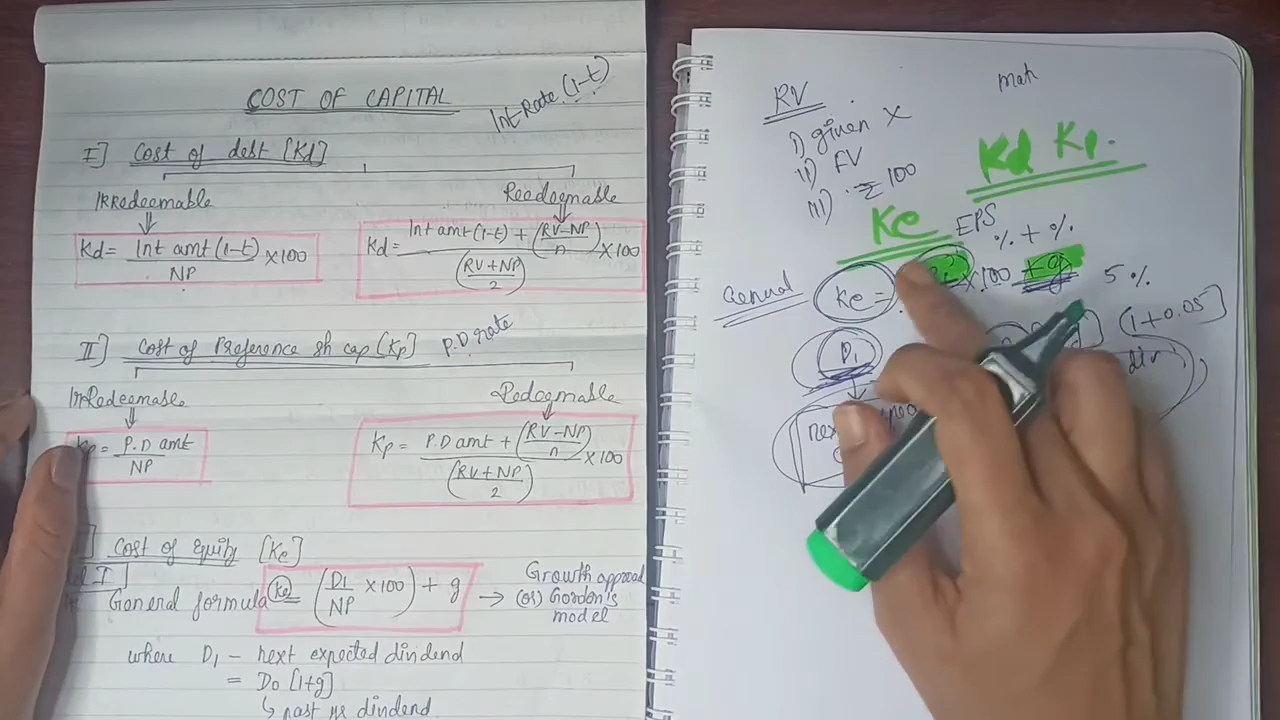 COST OF CAPITAL
Int Rate (1-t)
I] Cost of debt [Kd]
IRRedeemable
Reedeemable
Kd = Int amt (1-t) / NP × 100
Kd = Int amt (1-t) + (RV-NP / n) / (RV+NP / 2) × 100
II] Cost of Preference sh cap [Kp] P.D rate
IrRedeemable
Redeemable
Kp = P.D amt / NP
Kp = P.D amt + (RV-NP / n) / (RV+NP / 2) × 100
] Cost of Equity [Ke]
I]
General formula Ke = (D1 / NP × 100) + g → Growth approach
(or) Gordon's
model
where D1 - next expected dividend
= D0 [1+g]
↳ past yr dividend
RV
i) given ×
ii) FV
iii) ₹100
Kd Kp.
Ke
EPS
% + %
General Ke = ×100 + g 5%
D1 (1+0.05]
div